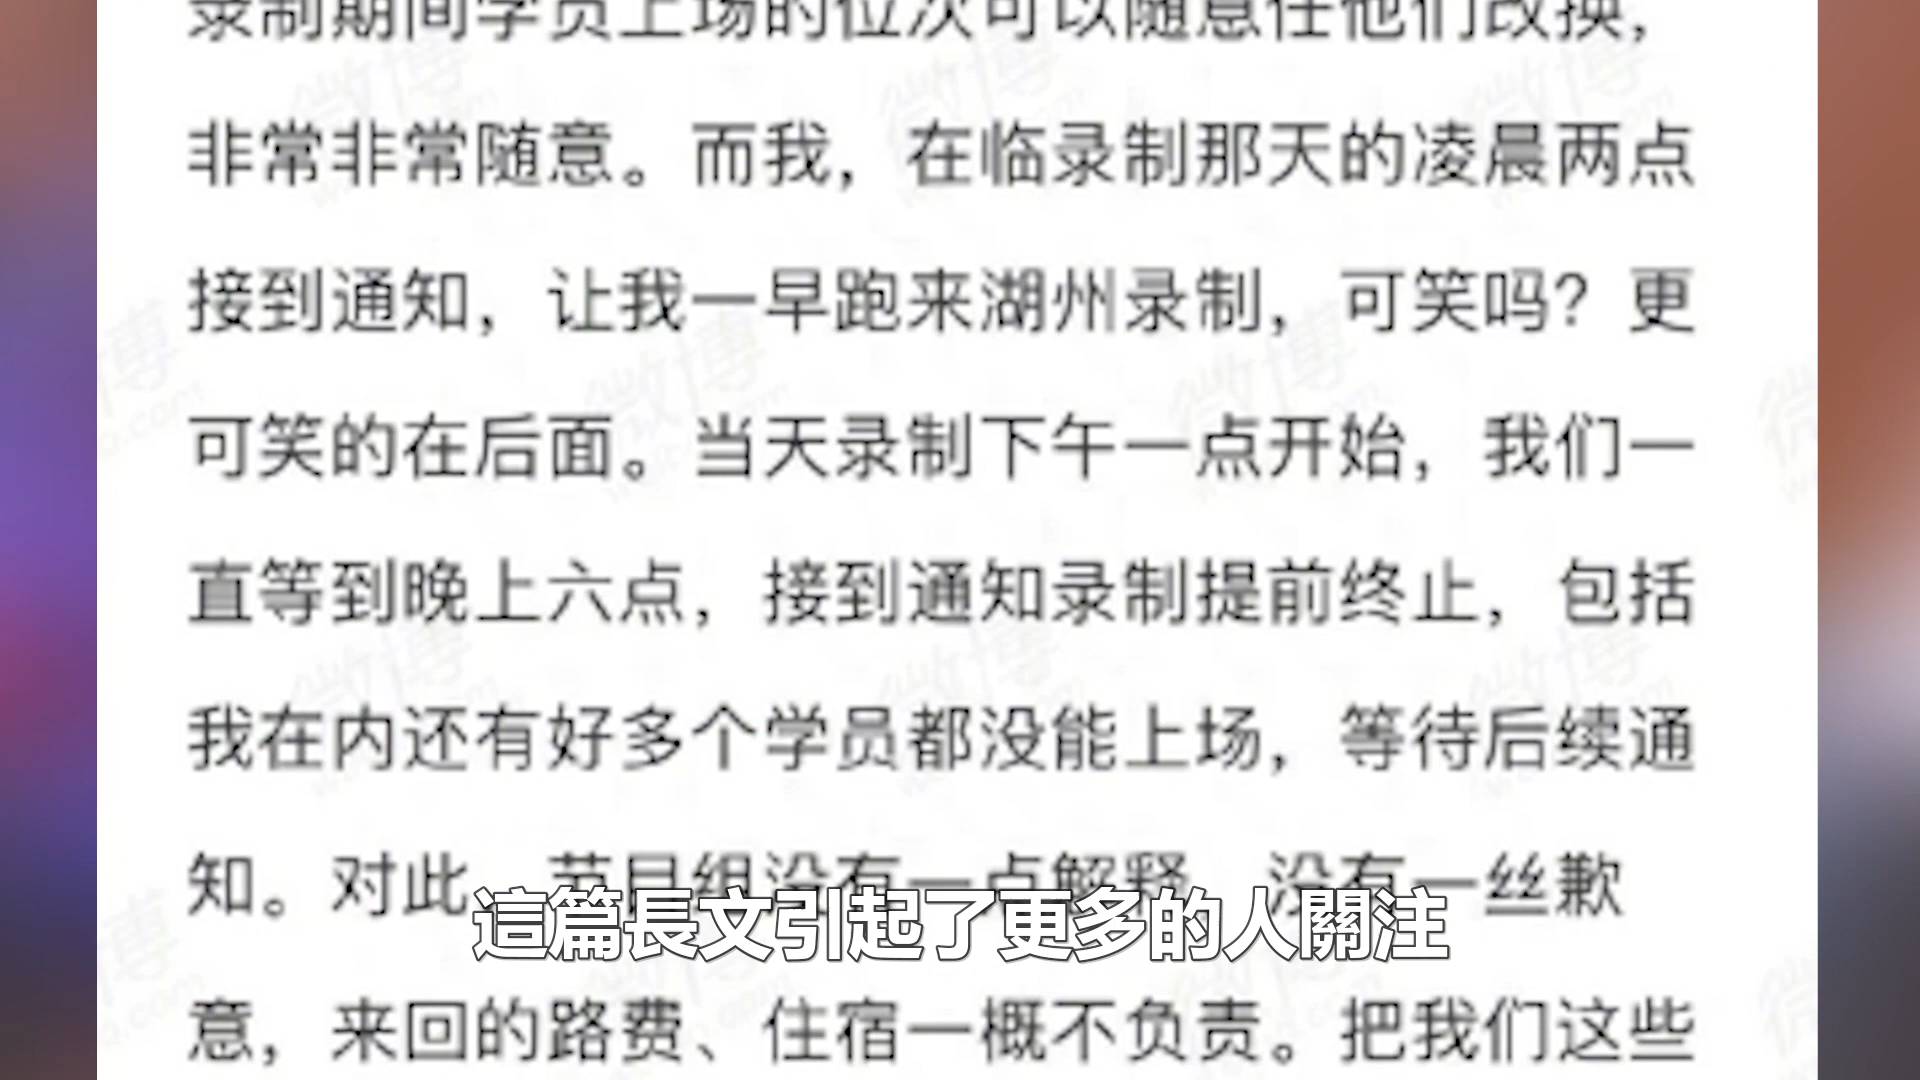 录制期间学员上场的位次可以随意任他们改换，
非常非常随意。而我，在临录制那天的凌晨两点
接到通知，让我一早跑来湖州录制，可笑吗？更
可笑的在后面。当天录制下午一点开始，我们一
直等到晚上六点，接到通知录制提前终止，包括
我在内还有好多个学员都没能上场，等待后续通
知。对此，节目组没有一点解释，没有一丝歉
這篇長文引起了更多的人關注
意，来回的路费、住宿一概不负责。把我们这些